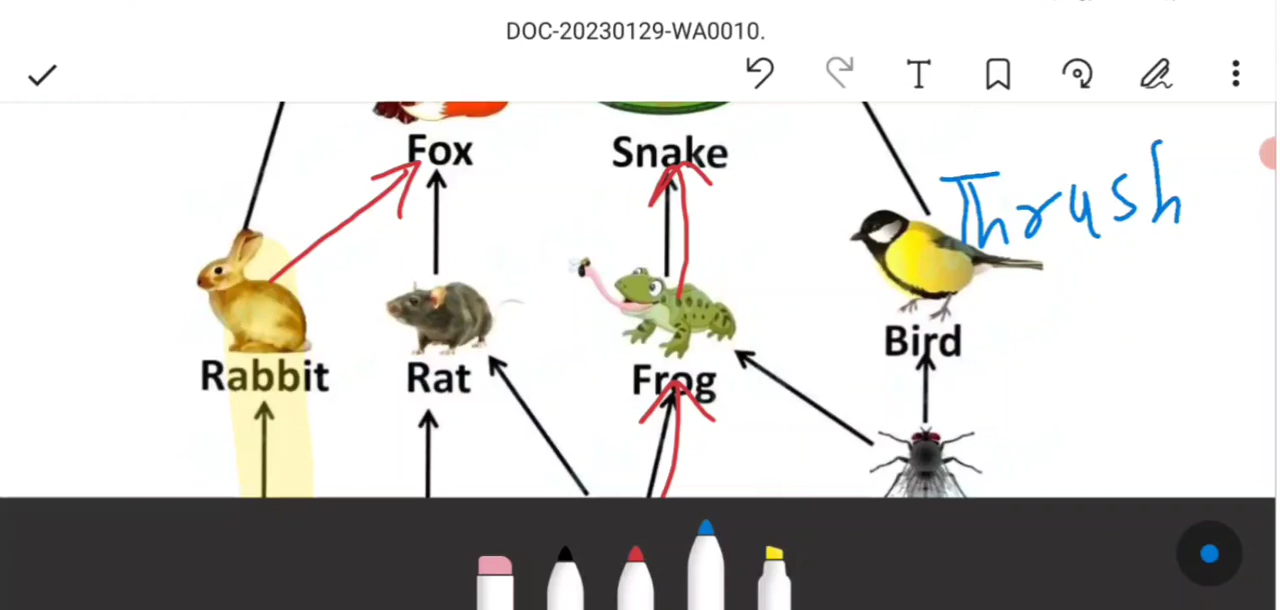 DOC-20230129-WA0010.
T
Fox
Snake
Thrush
Bird
Rabbit
Rat
Frog